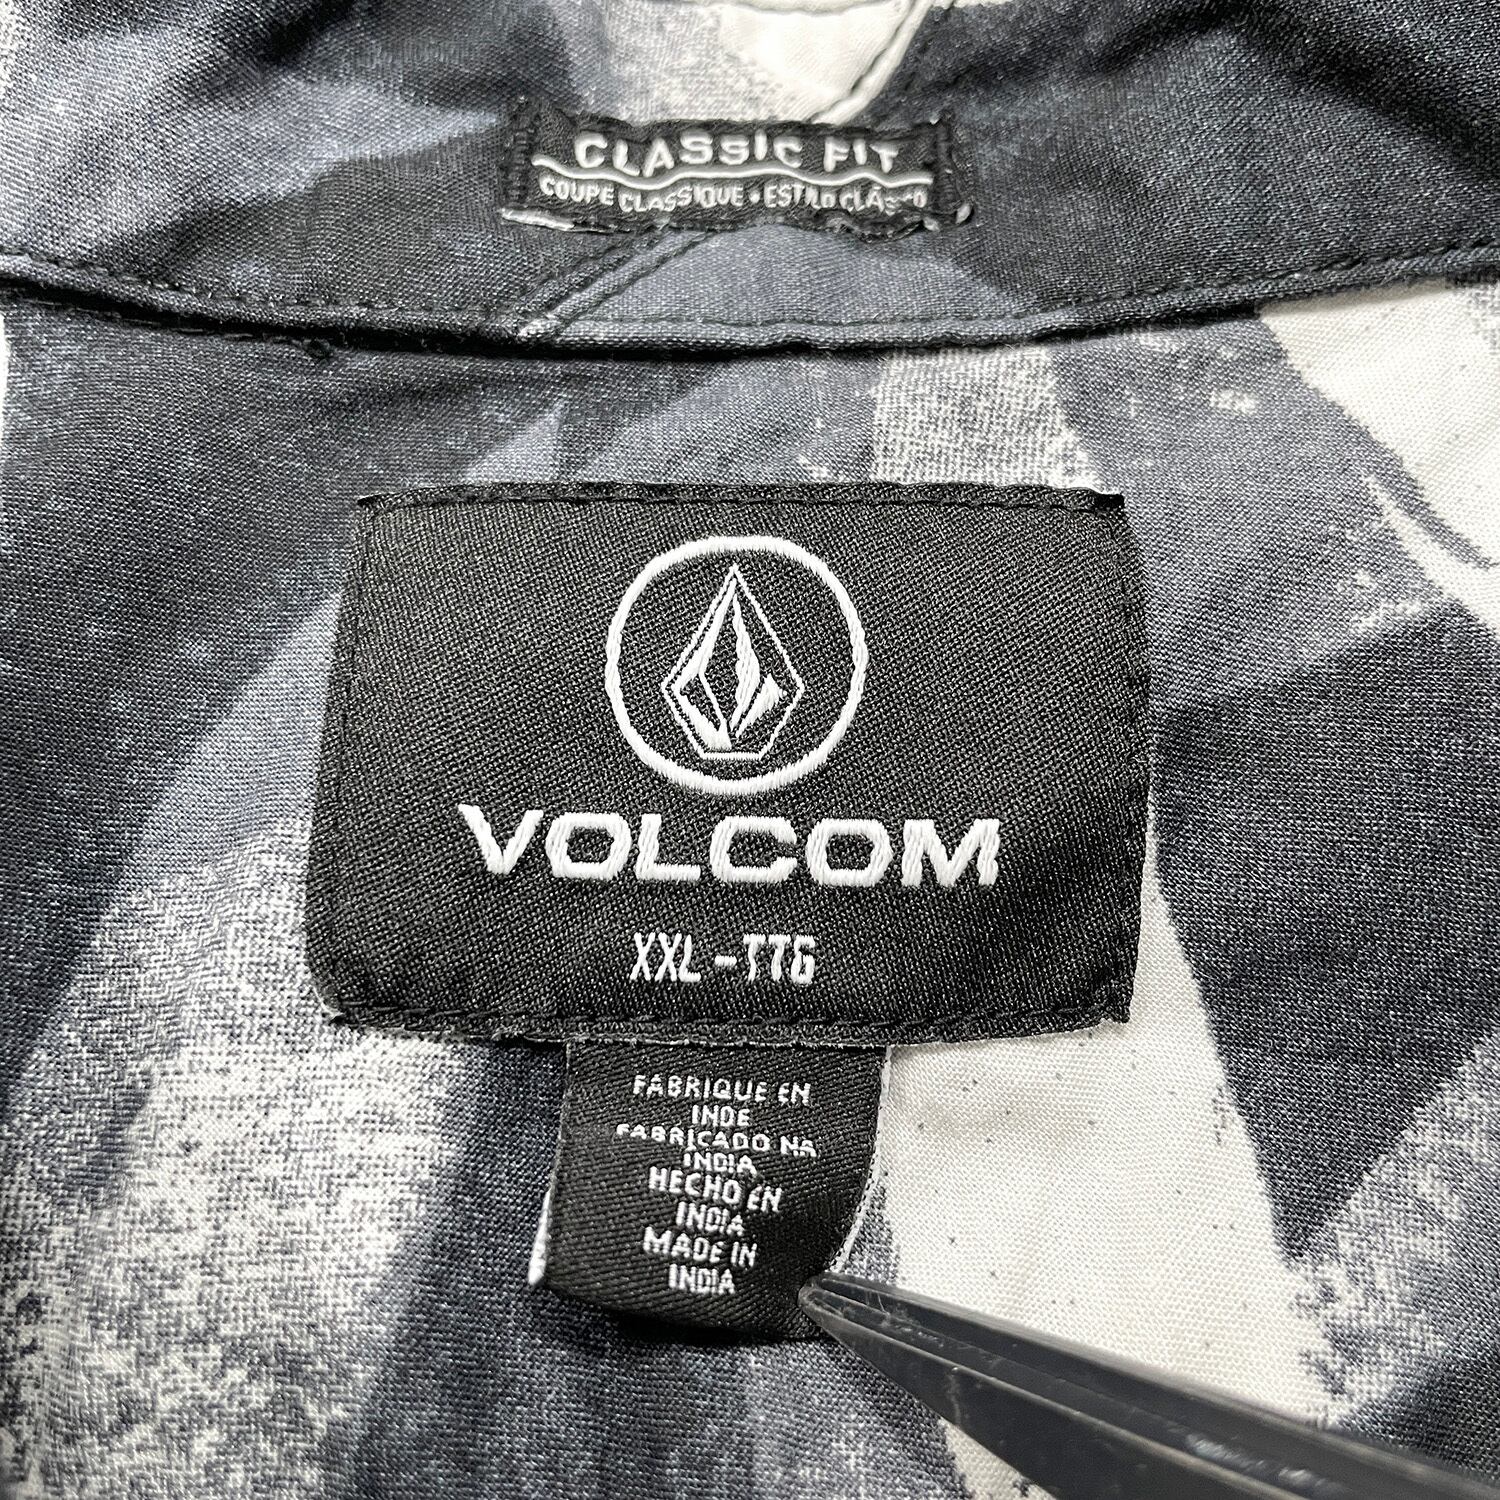 CLASSIC FIT
COUPE CLASSIQUE • ESTILO CLÁSICO
VOLCOM
XXL - TTG
FABRIQUE EN
INDE
FABRICADO NA
INDIA
HECHO EN
INDIA
MADE IN
INDIA